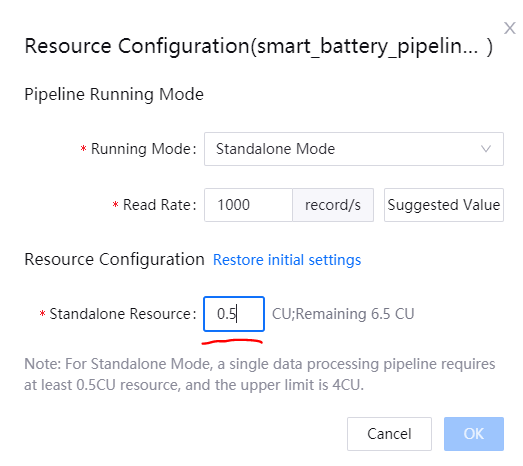 Resource Configuration(smart_battery_pipelin... )
Pipeline Running Mode
* Running Mode: Standalone Mode
* Read Rate: 1000 record/s Suggested Value
Resource Configuration Restore initial settings
* Standalone Resource: 0.5 CU;Remaining 6.5 CU
Note: For Standalone Mode, a single data processing pipeline requires
at least 0.5CU resource, and the upper limit is 4CU.
Cancel OK